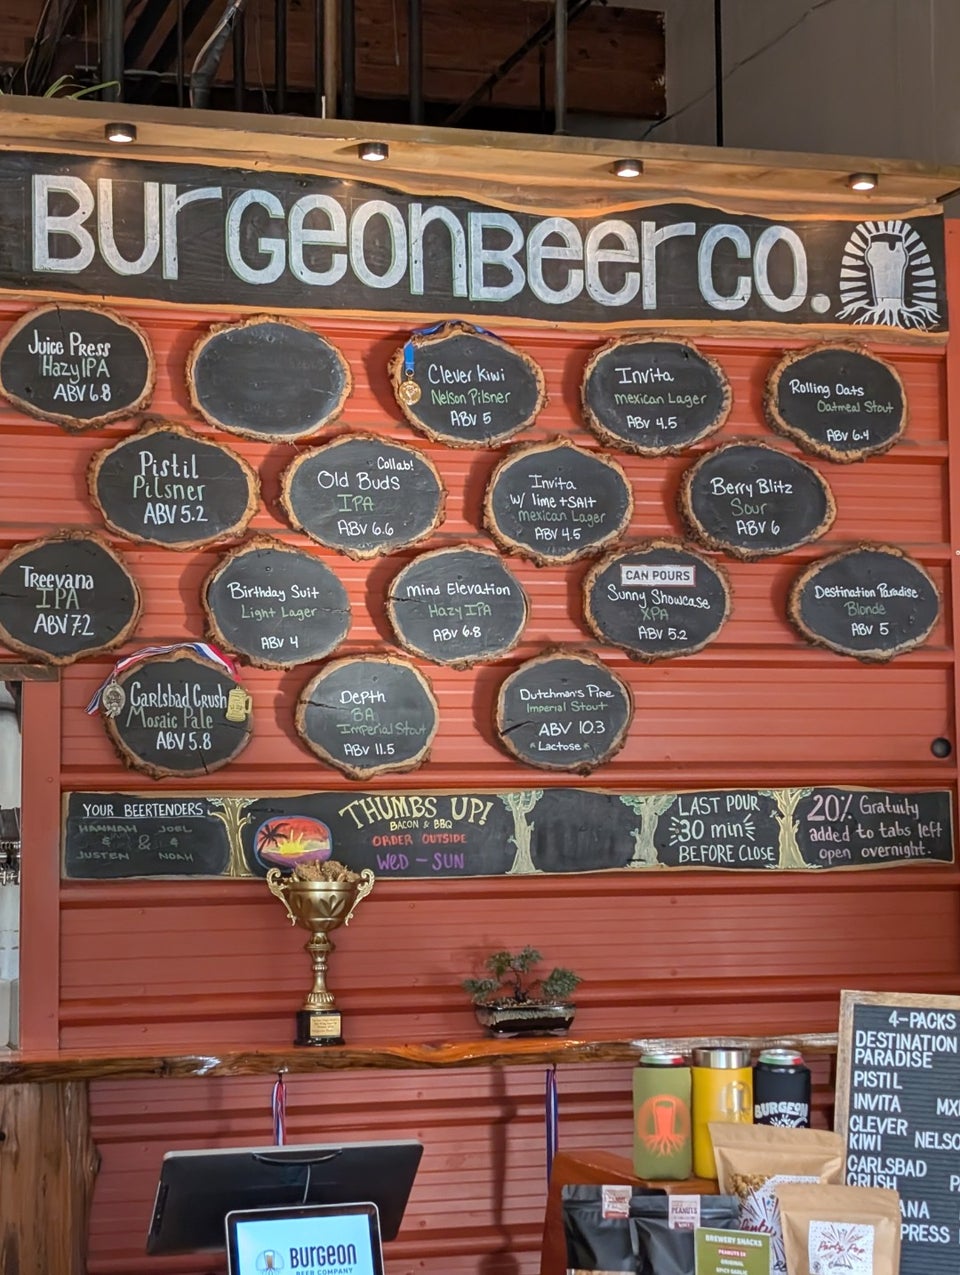 BurGeonBeerCo.
Juice Press
Hazy IPA
ABV 6.8
Clever Kiwi
Nelson Pilsner
ABV 5
Invita
mexican Lager
ABV 4.5
Rolling Oats
Oatmeal Stout
ABV 6.4
Pistil
Pilsner
ABV 5.2
Collab!
Old Buds
IPA
ABV 6.6
Invita
w/ lime + SALT
mexican Lager
ABV 4.5
Berry Blitz
Sour
ABV 6
Treevana
IPA
ABV 7.2
Birthday Suit
Light Lager
ABV 4
Mind Elevation
Hazy IPA
ABV 6.8
CAN POURS
Sunny Showcase
XPA
ABV 5.2
Destination Paradise
Blonde
ABV 5
Carlsbad Crush
Mosaic Pale
ABV 5.8
Depth
BA
Imperial Stout
ABV 11.5
Dutchman's Pipe
Imperial Stout
ABV 10.3
"Lactose"
YOUR BEERTENDERS
HANNAH JOEL
& & &
JUSTEN NOAH
THUMBS UP!
BACON & BBQ
ORDER OUTSIDE
WED - SUN
LAST POUR
30 min
BEFORE CLOSE
20% Gratuity
added to tabs left
open overnight.
4-PACKS
DESTINATION
PARADISE
PISTIL
INVITA
CLEVER
KIWI
CARLSBAD
CRUSH
BURGEON
Burgeon
BEER COMPANY
PEANUTS
BREWERY SNACKS
ORIGINAL
SPICY GARLIC
Party Pop